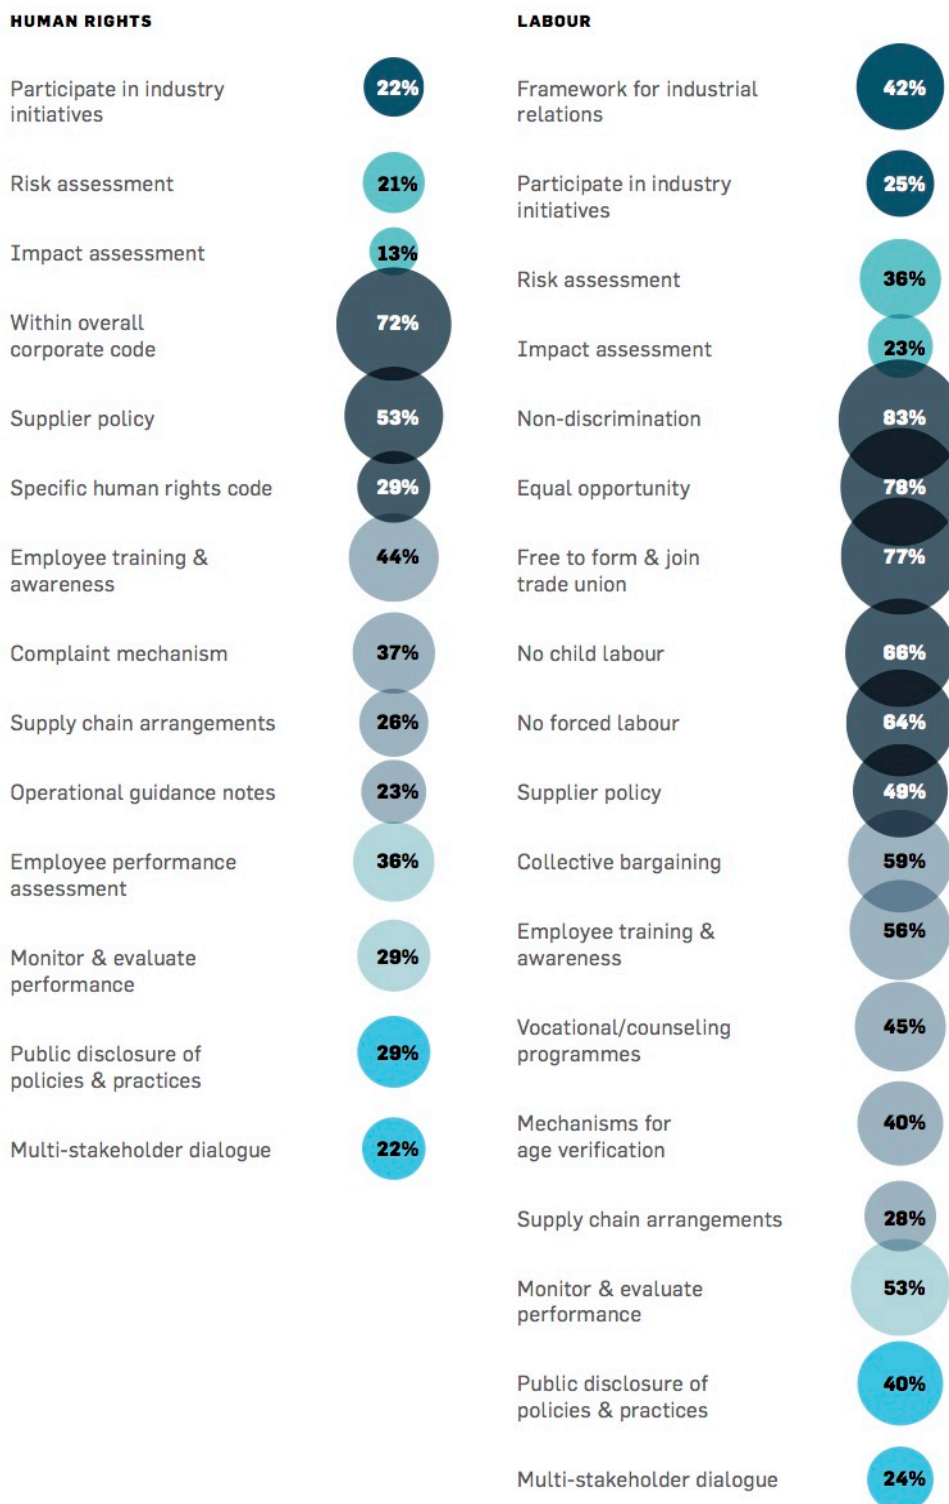 HUMAN RIGHTS
Participate in industry
initiatives
22%
Risk assessment
21%
Impact assessment
13%
Within overall
corporate code
72%
Supplier policy
53%
Specific human rights code
29%
Employee training &
awareness
44%
Complaint mechanism
37%
Supply chain arrangements
26%
Operational guidance notes
23%
Employee performance
assessment
36%
Monitor & evaluate
performance
29%
Public disclosure of
policies & practices
29%
Multi-stakeholder dialogue
22%
LABOUR
Framework for industrial
relations
42%
Participate in industry
initiatives
25%
Risk assessment
36%
Impact assessment
23%
Non-discrimination
83%
Equal opportunity
78%
Free to form & join
trade union
77%
No child labour
66%
No forced labour
64%
Supplier policy
49%
Collective bargaining
59%
Employee training &
awareness
56%
Vocational/counseling
programmes
45%
Mechanisms for
age verification
40%
Supply chain arrangements
28%
Monitor & evaluate
performance
53%
Public disclosure of
policies & practices
40%
Multi-stakeholder dialogue
24%